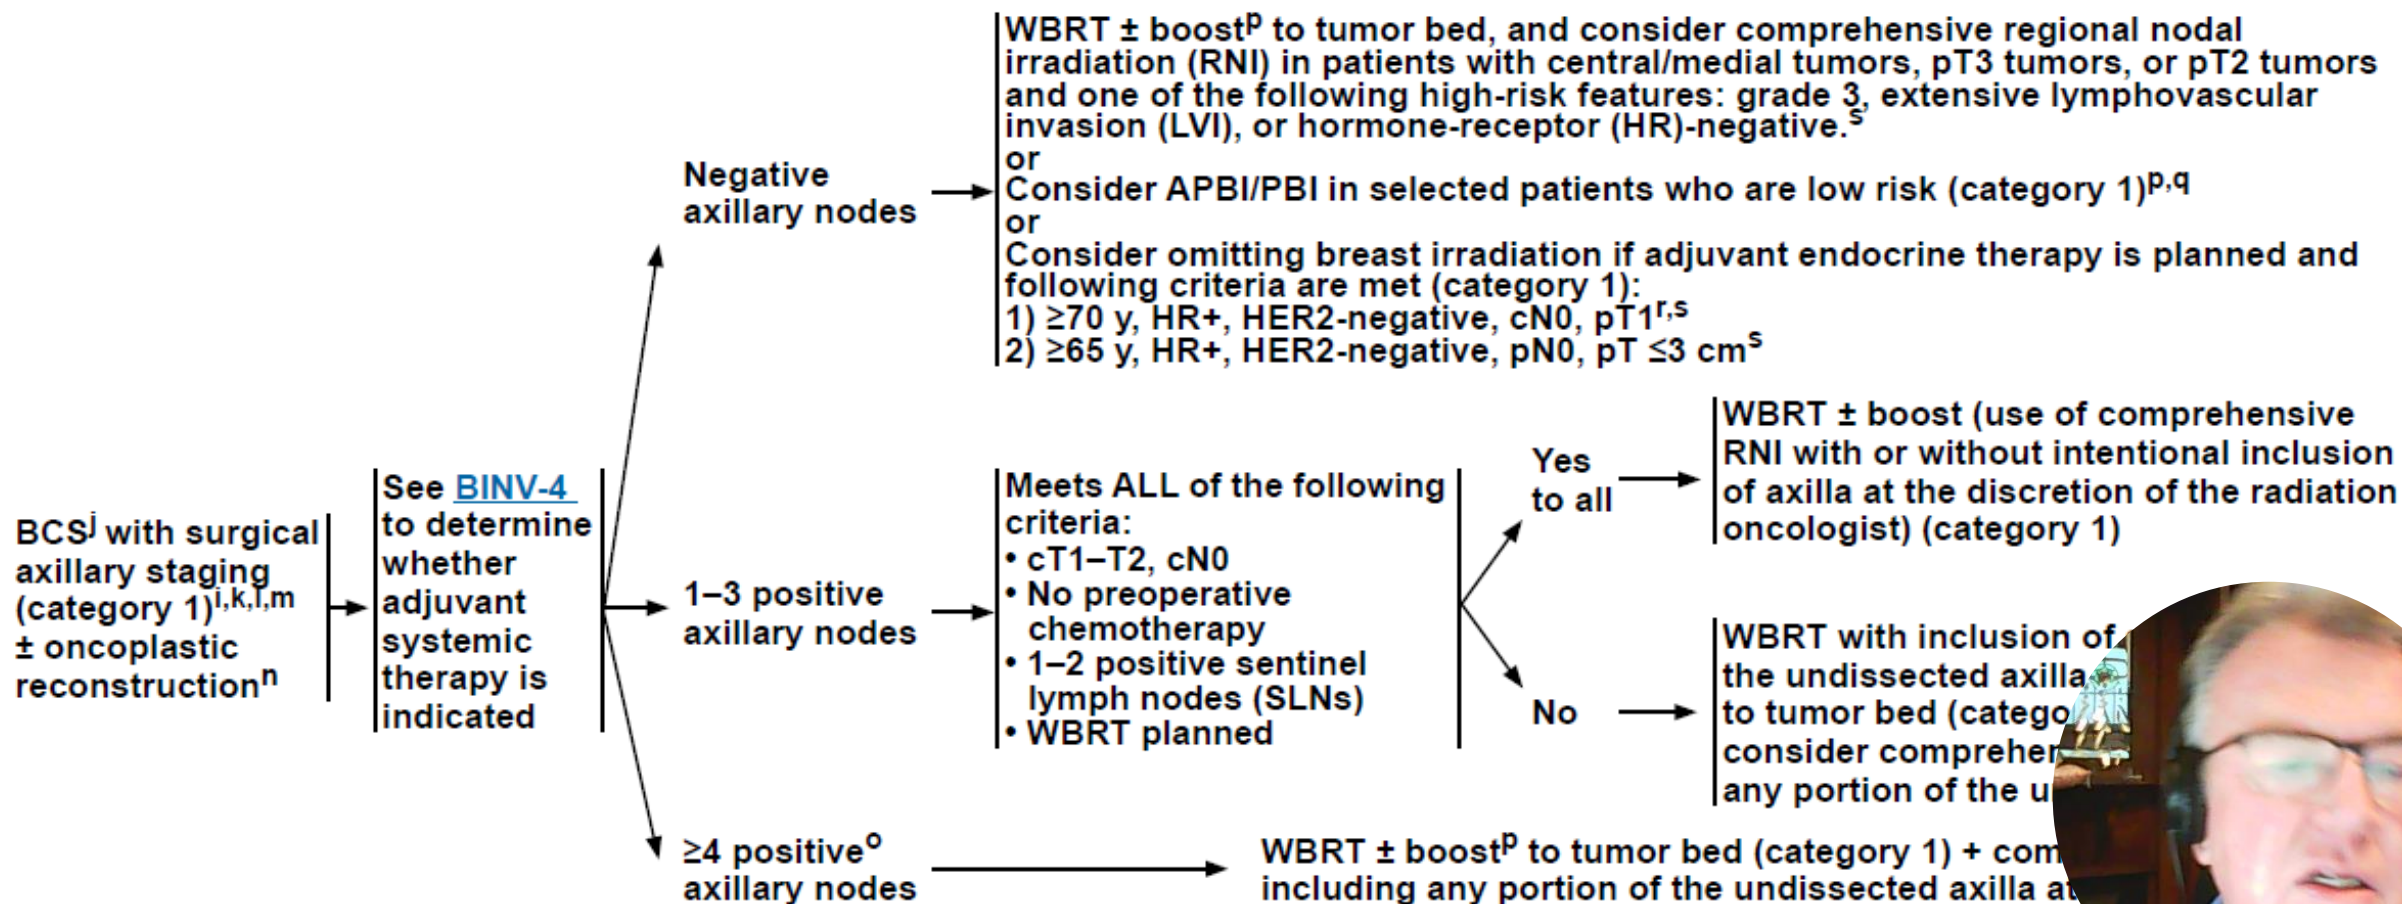 WBRT ± boostᵖ to tumor bed, and consider comprehensive regional nodal
irradiation (RNI) in patients with central/medial tumors, pT3 tumors, or pT2 tumors
and one of the following high-risk features: grade 3, extensive lymphovascular
invasion (LVI), or hormone-receptor (HR)-negative.ˢ
or
Consider APBI/PBI in selected patients who are low risk (category 1)ᵖ,q
or
Consider omitting breast irradiation if adjuvant endocrine therapy is planned and
following criteria are met (category 1):
1) ≥70 y, HR+, HER2-negative, cN0, pT1ʳ,ˢ
2) ≥65 y, HR+, HER2-negative, pN0, pT ≤3 cmˢ
Negative
axillary nodes
BCSʲ with surgical
axillary staging
(category 1)ⁱ,ᵏ,ˡ,ᵐ
± oncoplastic
reconstructionⁿ
See BINV-4
to determine
whether
adjuvant
systemic
therapy is
indicated
1–3 positive
axillary nodes
Meets ALL of the following
criteria:
• cT1–T2, cN0
• No preoperative
chemotherapy
• 1–2 positive sentinel
lymph nodes (SLNs)
• WBRT planned
Yes
to all
WBRT ± boost (use of comprehensive
RNI with or without intentional inclusion
of axilla at the discretion of the radiation
oncologist) (category 1)
No
WBRT with inclusion of
the undissected axilla
to tumor bed
consider
any portion of the
≥4 positiveᵒ
axillary nodes
WBRT ± boostᵖ to tumor bed (category 1) +
including any portion of the undissected axilla at